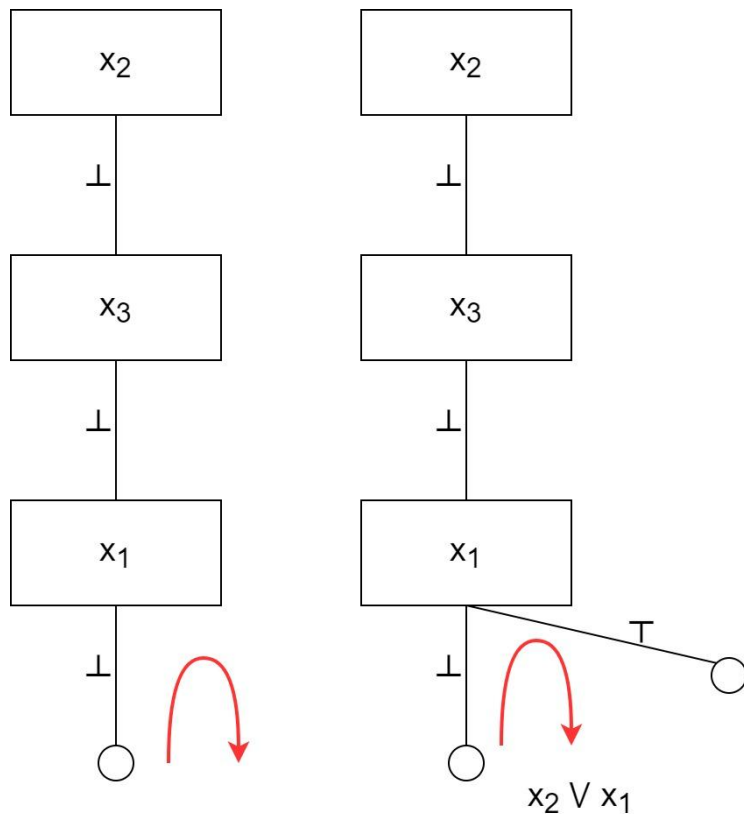 x₂ x₂
⊥ ⊥
x₃ x₃
⊥ ⊥
x₁ x₁
⊥ ⊥ ⊤
x₂ ∨ x₁